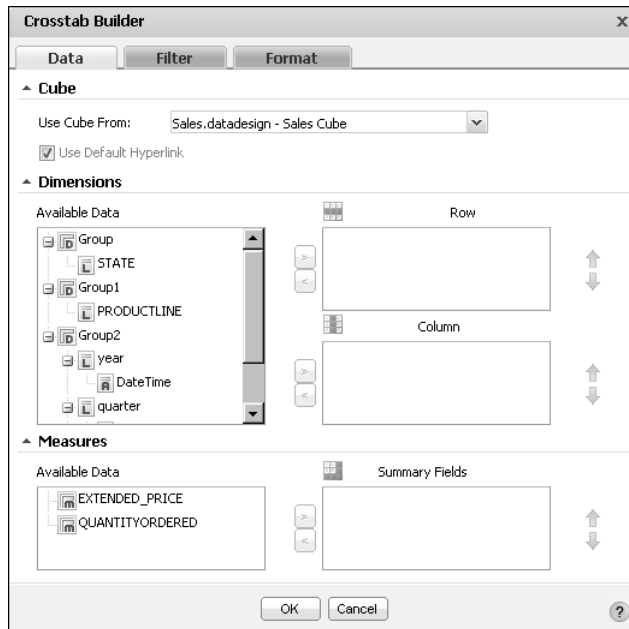 Crosstab Builder x
Data Filter Format
Cube
Use Cube From: Sales.datadesign - Sales Cube
Use Default Hyperlink
Dimensions
Available Data
Row
Group
STATE
Group1
PRODUCTLINE
Group2
year
DateTime
quarter
> 
<
Column
>
<
Measures
Available Data
Summary Fields
EXTENDED_PRICE
QUANTITYORDERED
>
<
OK Cancel ?